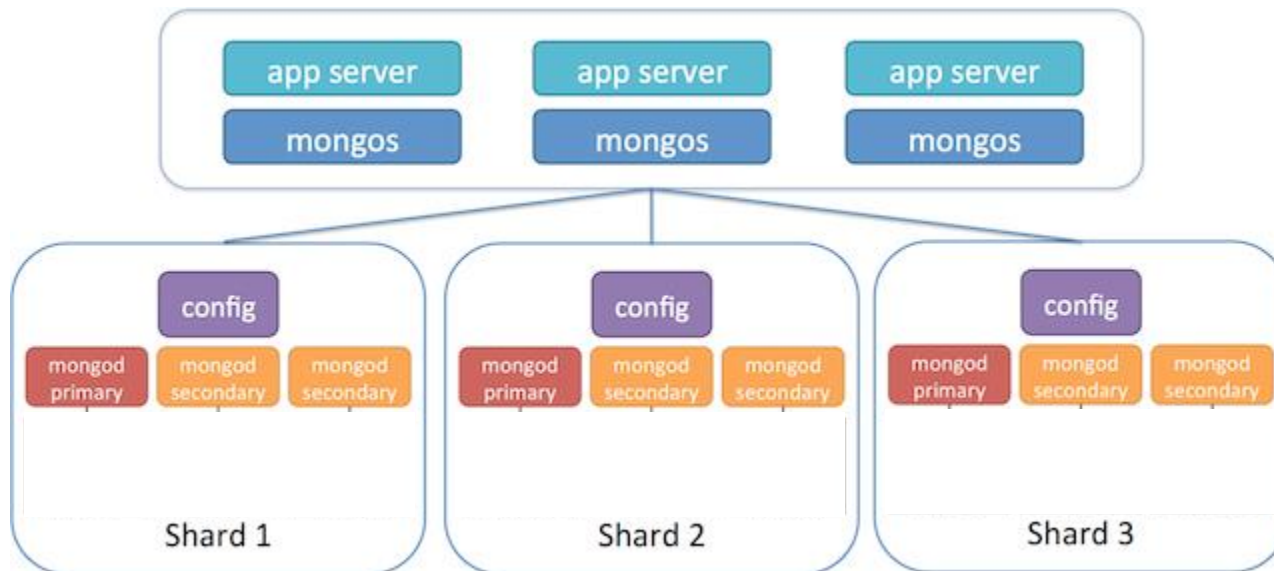 app server app server app server
mongos mongos mongos
config config config
mongod mongod mongod mongod mongod mongod mongod mongod mongod
primary secondary secondary primary secondary secondary primary secondary secondary
Shard 1 Shard 2 Shard 3